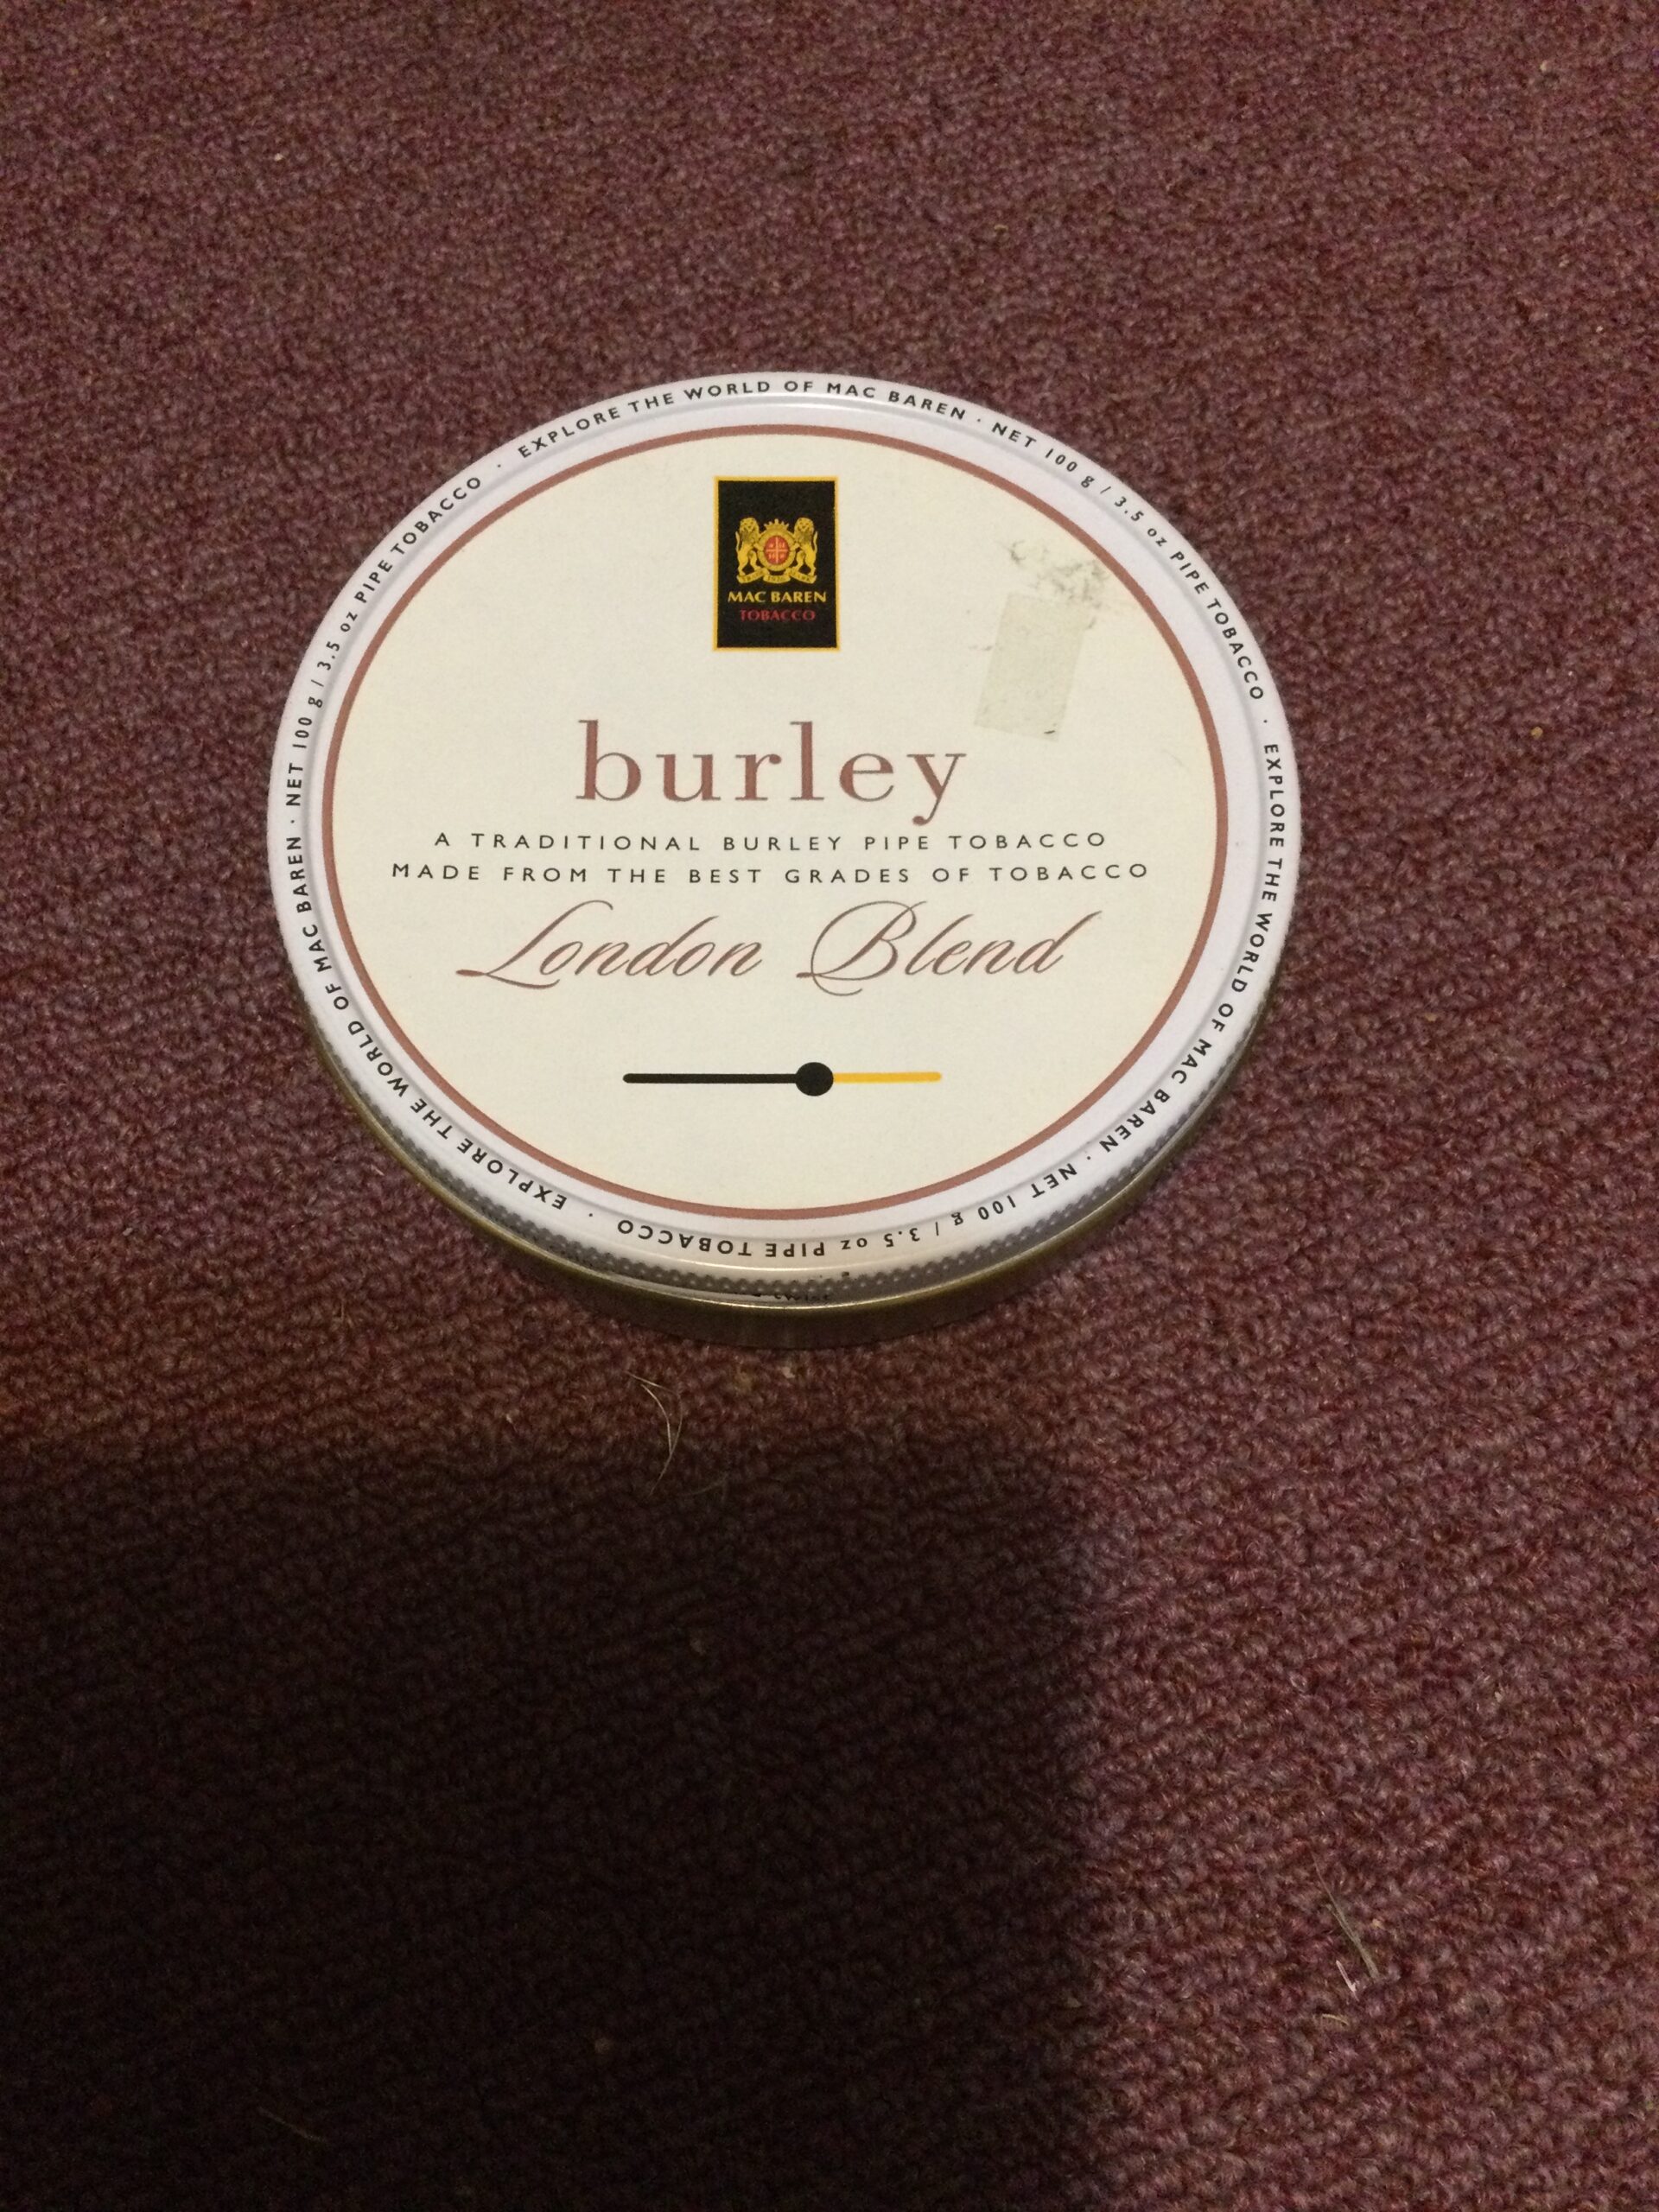 MAC BAREN
TOBACCO
burley
A TRADITIONAL BURLEY PIPE TOBACCO
MADE FROM THE BEST GRADES OF TOBACCO
London Blend
EXPLORE THE WORLD OF MAC BAREN · NET 100 g / 3.5 oz PIPE TOBACCO ·
EXPLORE THE WORLD OF MAC BAREN · NET 100 g / 3.5 oz PIPE TOBACCO ·
EXPLORE THE WORLD OF MAC BAREN · NET 100 g / 3.5 oz PIPE TOBACCO ·